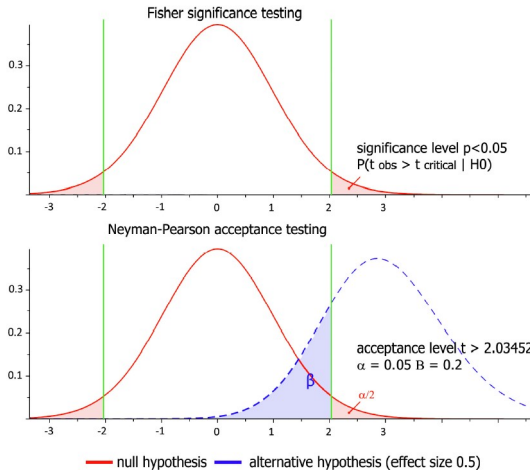 Fisher significance testing
0.3
0.2
0.1
significance level p<0.05
P(t obs > t critical | H0)
-3 -2 -1 0 1 2 3
Neyman-Pearson acceptance testing
0.3
0.2
acceptance level t > 2.03452
α = 0.05 B = 0.2
0.1
β
α/2
-3 -2 -1 0 1 2 3
null hypothesis alternative hypothesis (effect size 0.5)